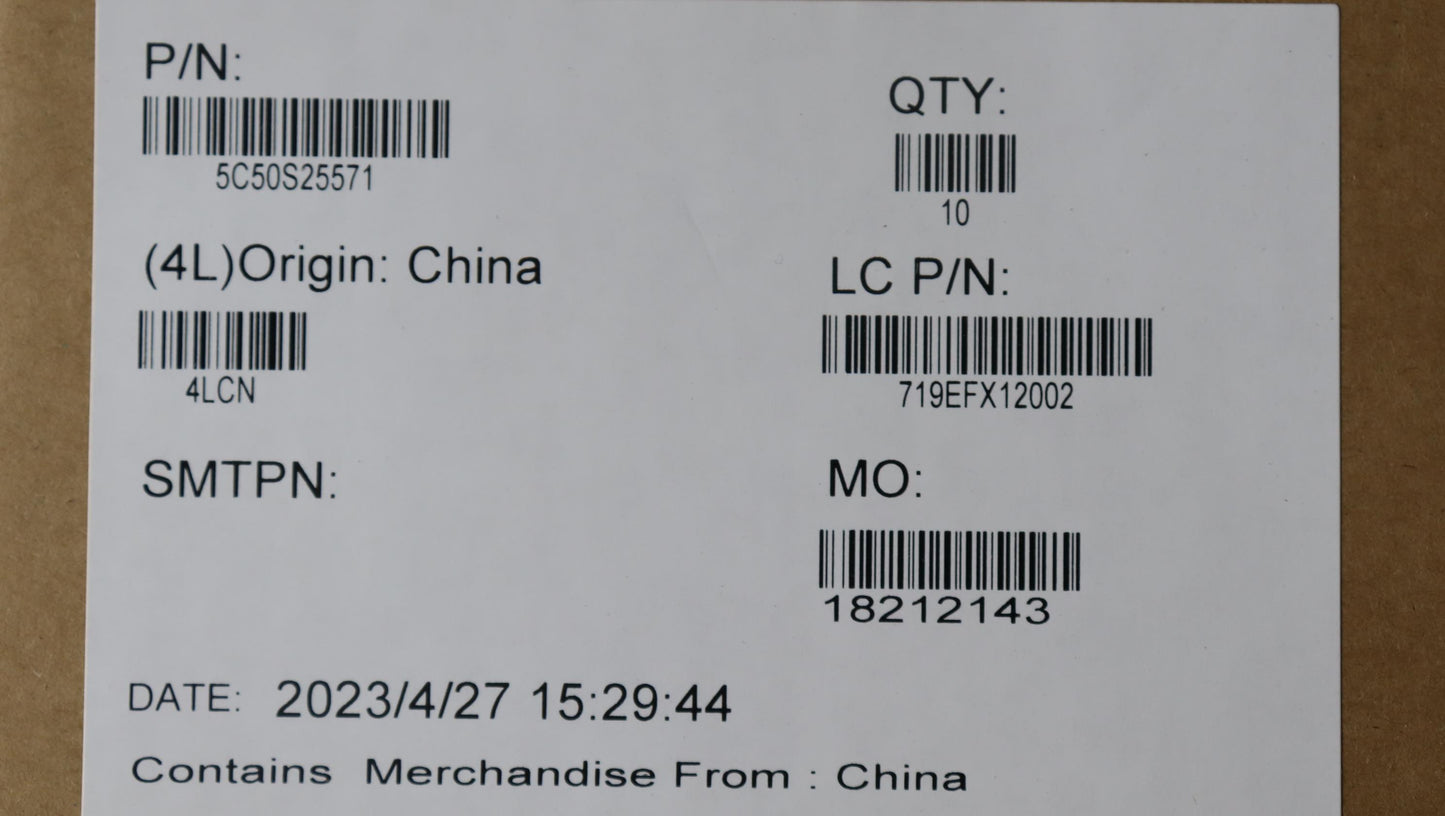 P/N:
5C50S25571
QTY:
10
(4L)Origin: China
4LCN
LC P/N:
719EFX12002
SMTPN:
MO:
18212143
DATE: 2023/4/27 15:29:44
Contains Merchandise From : China